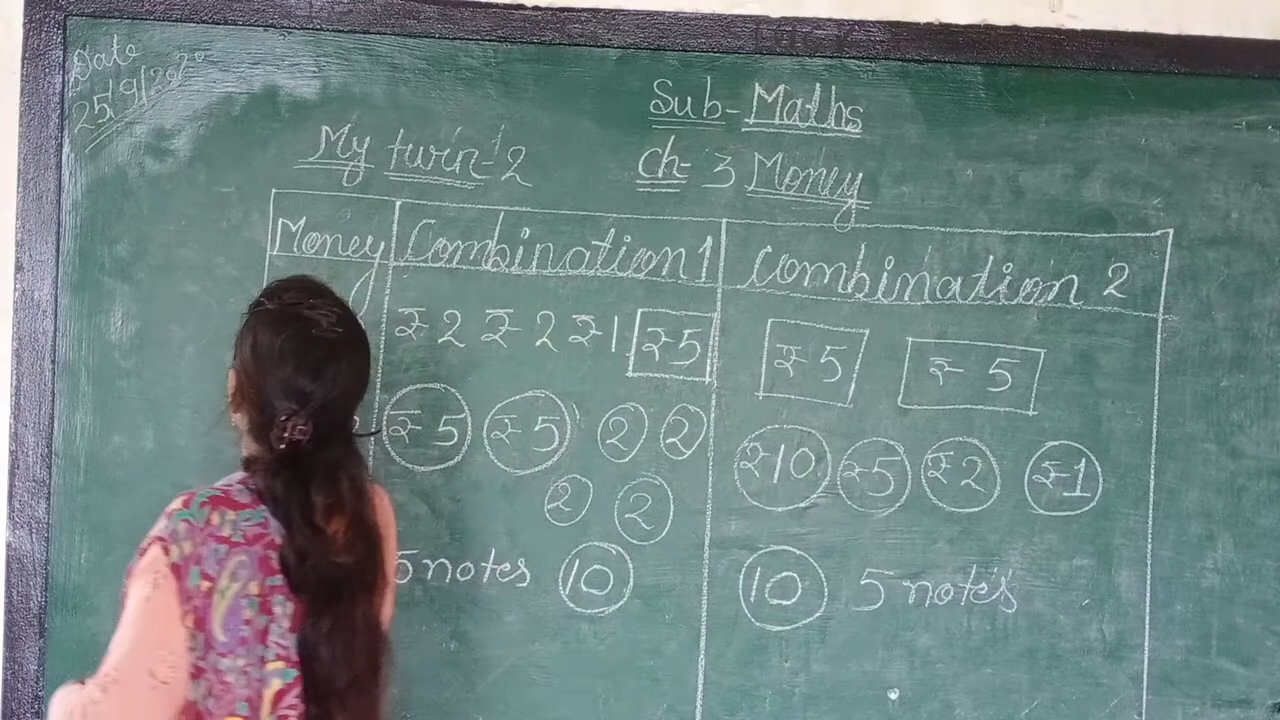 Date
25/9/2020
Sub- Maths
My twin-2
Ch- 3 Money
Money Combination 1 Combination 2
₹2 ₹2 ₹1 ₹5 ₹5 ₹5
₹5 ₹5 2 2 ₹10 ₹5 ₹2 ₹1
2 2
5 notes 10 10 5 notes